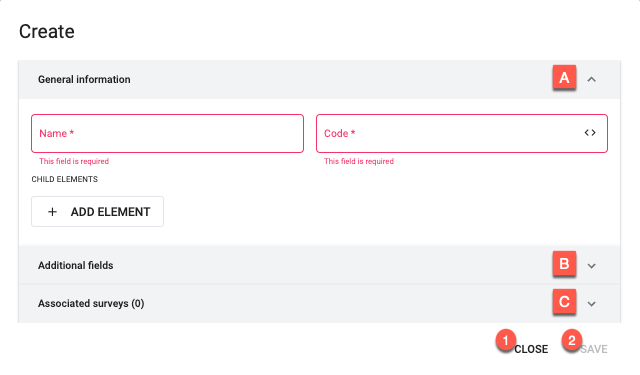 Create
General information A
Name * Code * <>
This field is required This field is required
CHILD ELEMENTS
+ ADD ELEMENT
Additional fields B
Associated surveys (0) C
1 CLOSE 2 SAVE